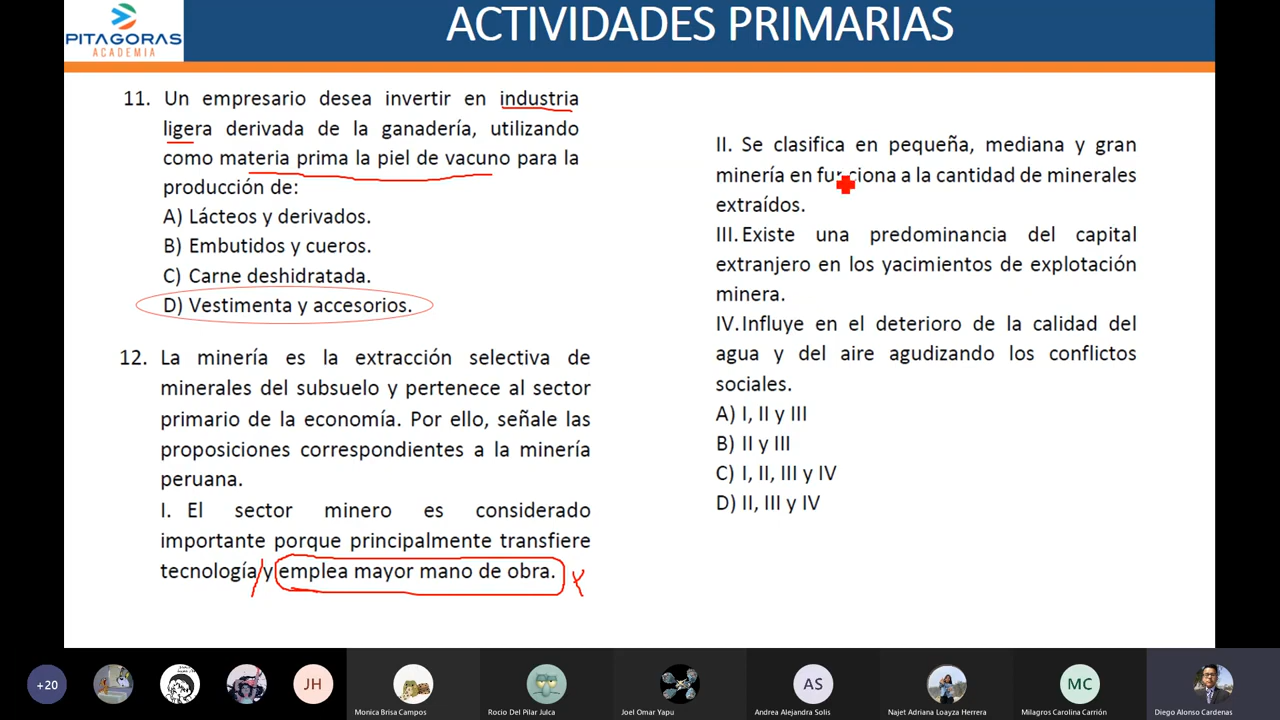 PITAGORAS
ACADEMIA
ACTIVIDADES PRIMARIAS
11. Un empresario desea invertir en industria
ligera derivada de la ganadería, utilizando
como materia prima la piel de vacuno para la
producción de:
A) Lácteos y derivados.
B) Embutidos y cueros.
C) Carne deshidratada.
D) Vestimenta y accesorios.
12. La minería es la extracción selectiva de
minerales del subsuelo y pertenece al sector
primario de la economía. Por ello, señale las
proposiciones correspondientes a la minería
peruana.
I. El sector minero es considerado
importante porque principalmente transfiere
tecnología y emplea mayor mano de obra. x
II. Se clasifica en pequeña, mediana y gran
minería en funciona a la cantidad de minerales
extraídos.
III. Existe una predominancia del capital
extranjero en los yacimientos de explotación
minera.
IV. Influye en el deterioro de la calidad del
agua y del aire agudizando los conflictos
sociales.
A) I, II y III
B) II y III
C) I, II, III y IV
D) II, III y IV
+20
JH
Monica Brisa Campos
Rocio Del Pilar Julca
Joel Omar Yapu
AS
Andrea Alejandra Solis
Najet Adriana Loayza Herrera
MC
Milagros Carolina Carrión
Diego Alonso Cardenas